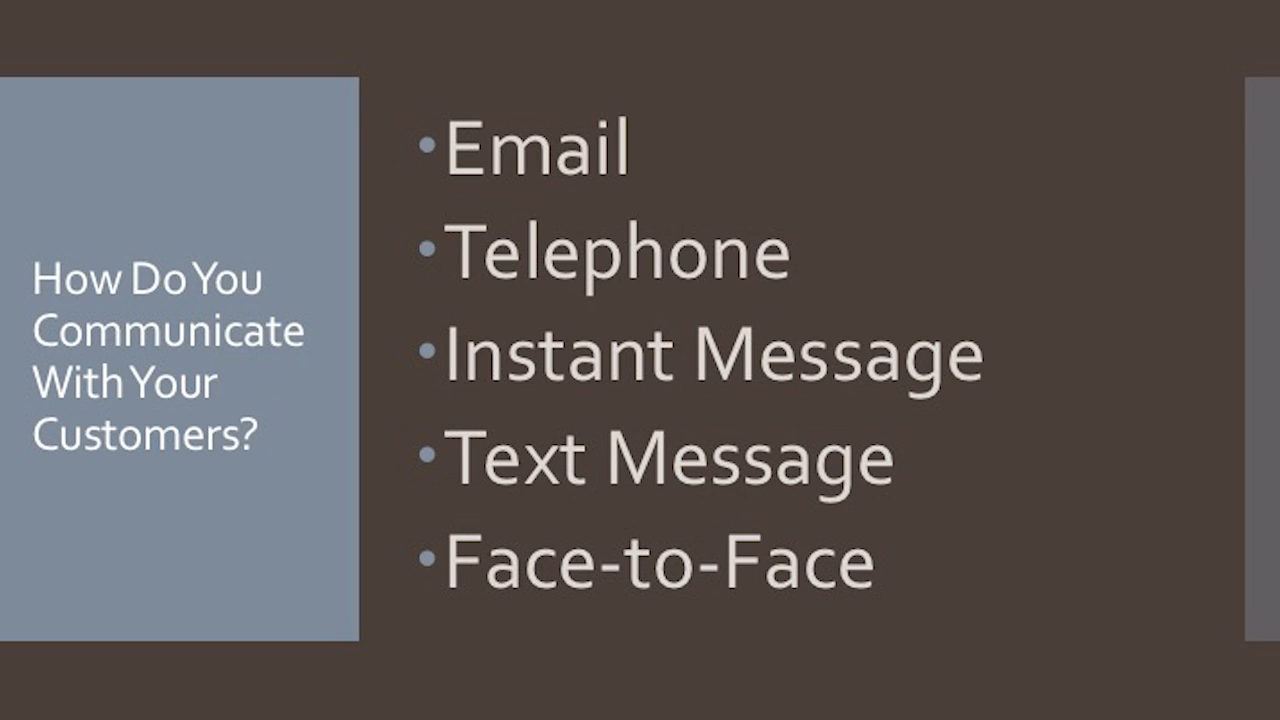 How Do You
Communicate
With Your
Customers?
• Email
• Telephone
• Instant Message
• Text Message
• Face-to-Face